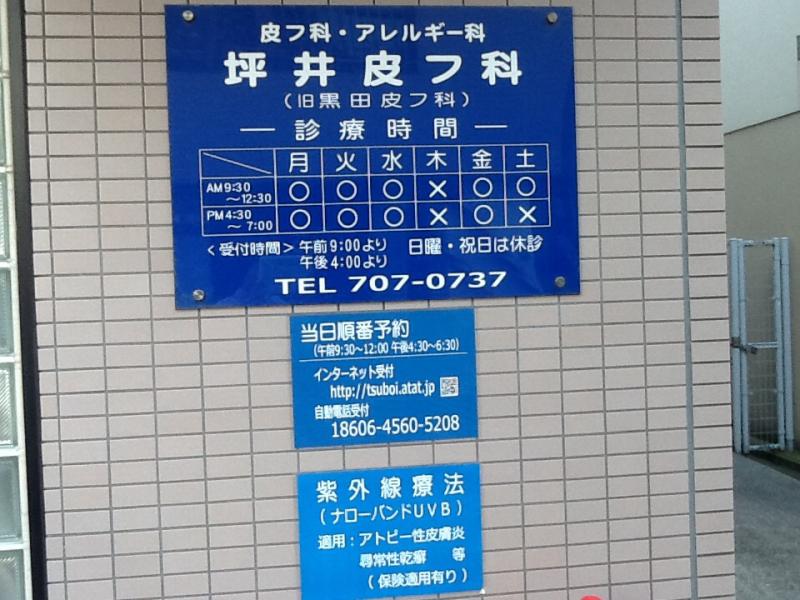 皮フ科・アレルギー科
坪井皮フ科
（旧黒田皮フ科）
― 診療時間 ―
月 火 水 木 金 土
AM9:30～12:30 ○ ○ ○ × ○ ○
PM4:30～7:00 ○ ○ ○ × ○ ×
＜受付時間＞午前9:00より 日曜・祝日は休診
午後4:00より
TEL 707-0737
当日順番予約
（午前9:30～12:00 午後4:30～6:30）
インターネット受付
http://tsuboi.atat.jp
自動電話受付
18606-4560-5208
紫外線療法
（ナローバンドUVB）
適用：アトピー性皮膚炎
尋常性乾癬 等
（保険適用有り）